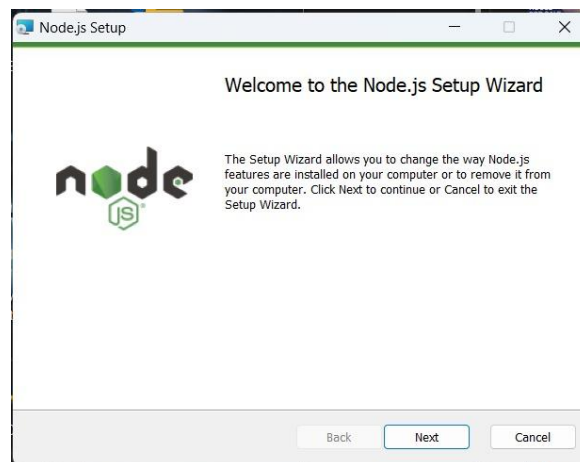 Node.js Setup
Welcome to the Node.js Setup Wizard
node
JS
The Setup Wizard allows you to change the way Node.js
features are installed on your computer or to remove it from
your computer. Click Next to continue or Cancel to exit the
Setup Wizard.
Back Next Cancel